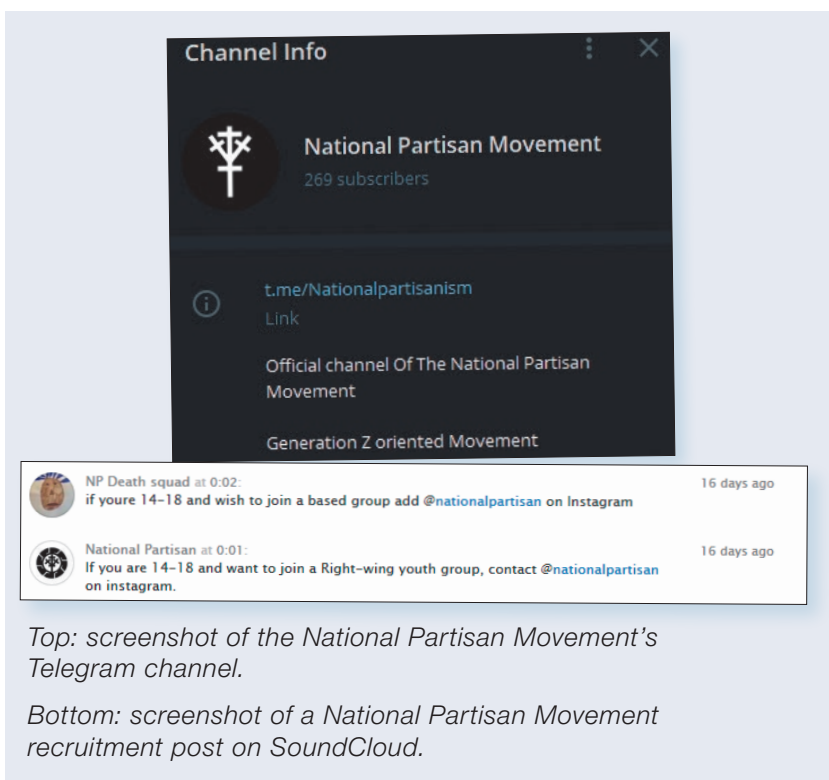 Channel Info
National Partisan Movement
269 subscribers
t.me/Nationalpartisanism
Link
Official channel Of The National Partisan
Movement
Generation Z oriented Movement
NP Death squad at 0:02:
16 days ago
if youre 14-18 and wish to join a based group add @nationalpartisan on Instagram
National Partisan at 0:01:
16 days ago
If you are 14-18 and want to join a Right-wing youth group, contact @nationalpartisan
on instagram.
Top: screenshot of the National Partisan Movement's
Telegram channel.
Bottom: screenshot of a National Partisan Movement
recruitment post on SoundCloud.